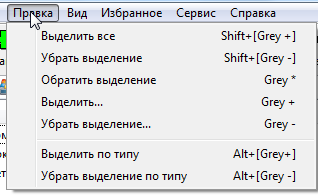 Правка Вид Избранное Сервис Справка
Выделить все Shift+[Grey +]
Убрать выделение Shift+[Grey -]
Обратить выделение Grey *
Выделить... Grey +
Убрать выделение... Grey -
Выделить по типу Alt+[Grey+]
Убрать выделение по типу Alt+[Grey -]